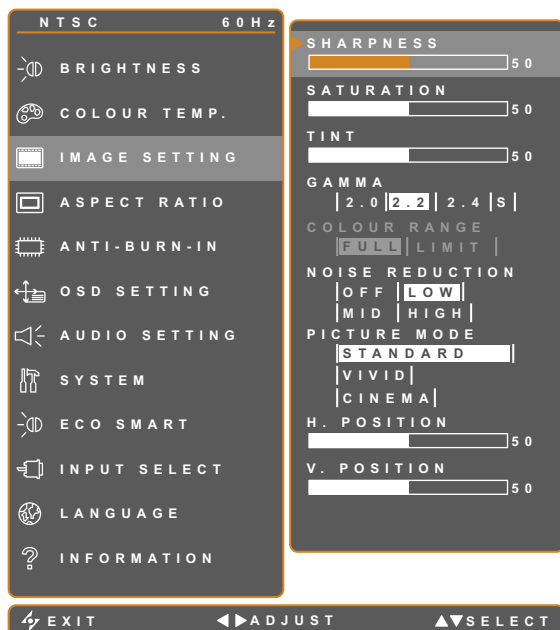 NTSC 60Hz
BRIGHTNESS
COLOUR TEMP.
IMAGE SETTING
ASPECT RATIO
ANTI-BURN-IN
OSD SETTING
AUDIO SETTING
SYSTEM
ECO SMART
INPUT SELECT
LANGUAGE
INFORMATION
SHARPNESS
50
SATURATION
50
TINT
50
GAMMA
2.0 2.2 2.4 S
COLOUR RANGE
FULL LIMIT
NOISE REDUCTION
OFF LOW
MID HIGH
PICTURE MODE
STANDARD
VIVID
CINEMA
H. POSITION
50
V. POSITION
50
EXIT ADJUST SELECT